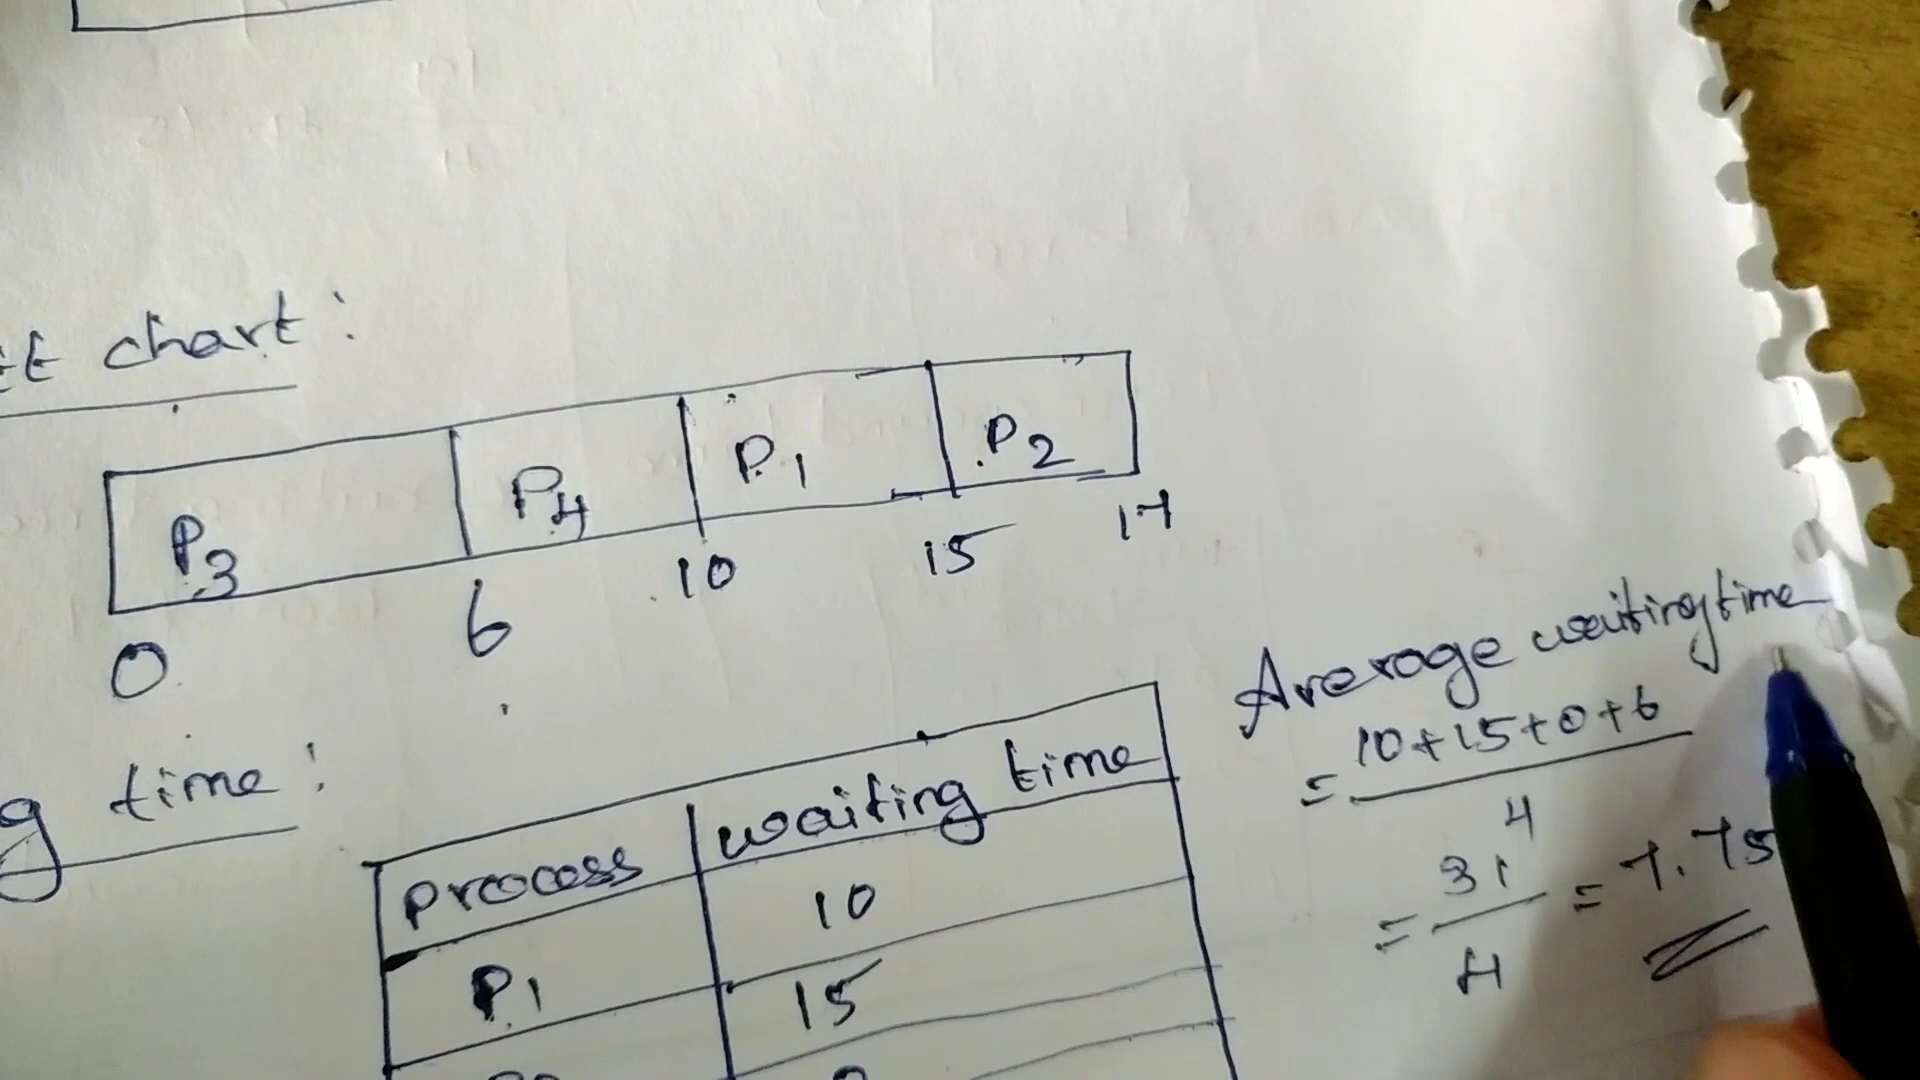 chart:
P3 P4 P1 P2
0 6 10 15 17
time:
process waiting time
P1 10
15
Average waiting time
= 10+15+0+6
4
= 31 = 7.75
4